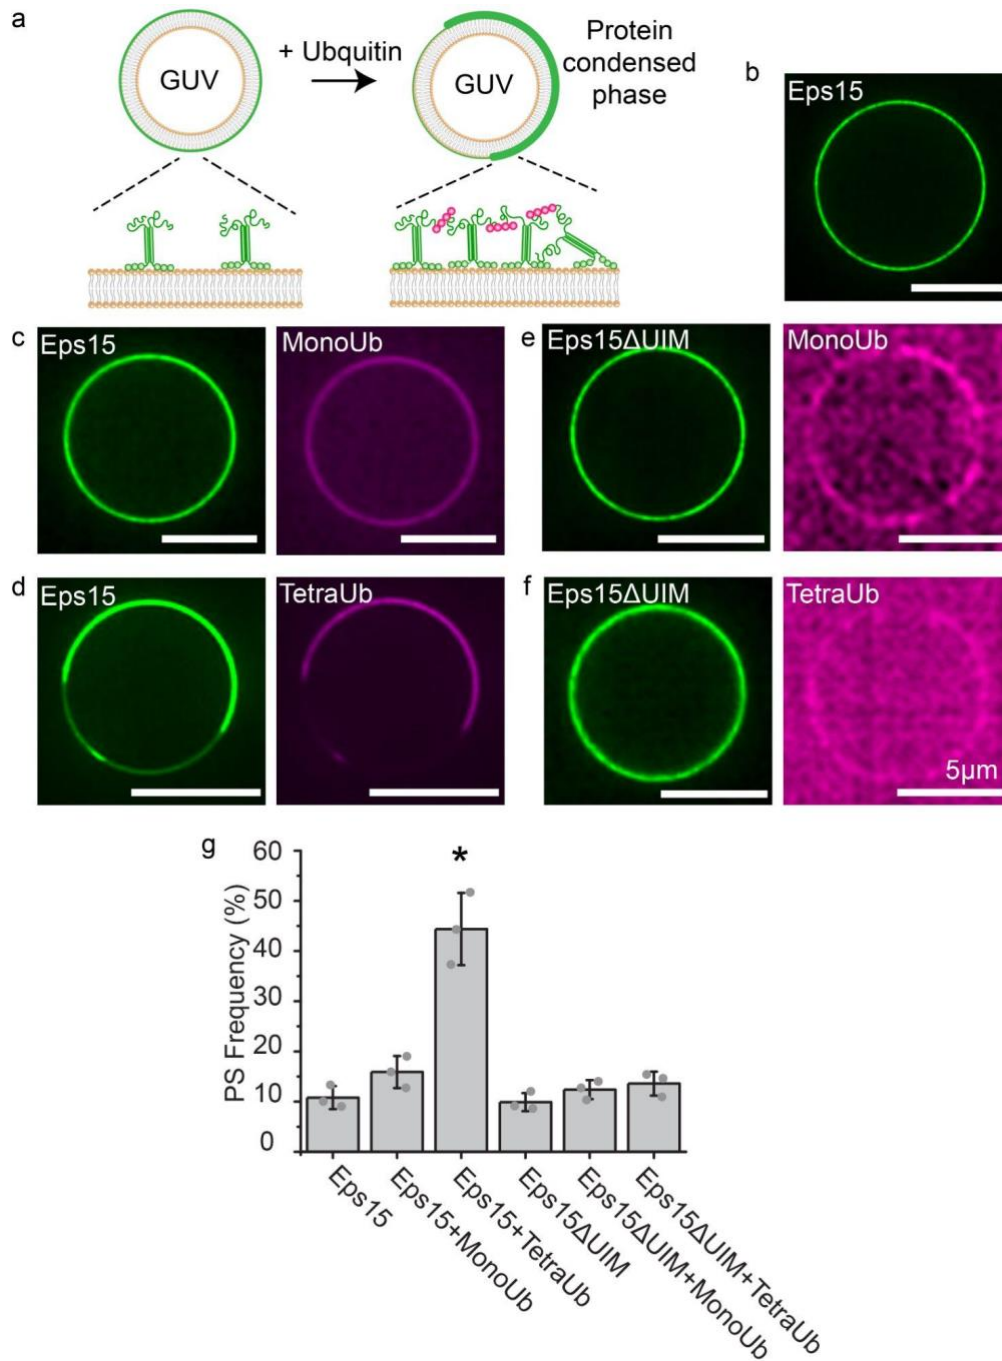 a
GUV
+ Ubquitin
GUV
Protein
condensed
phase
b
Eps15
c
Eps15
MonoUb
e
Eps15ΔUIM
MonoUb
d
Eps15
TetraUb
f
Eps15ΔUIM
TetraUb
5μm
g
PS Frequency (%)
60
50
40
30
20
10
0
*
Eps15
Eps15+MonoUb
Eps15+TetraUb
Eps15ΔUIM
Eps15ΔUIM+MonoUb
Eps15ΔUIM+TetraUb